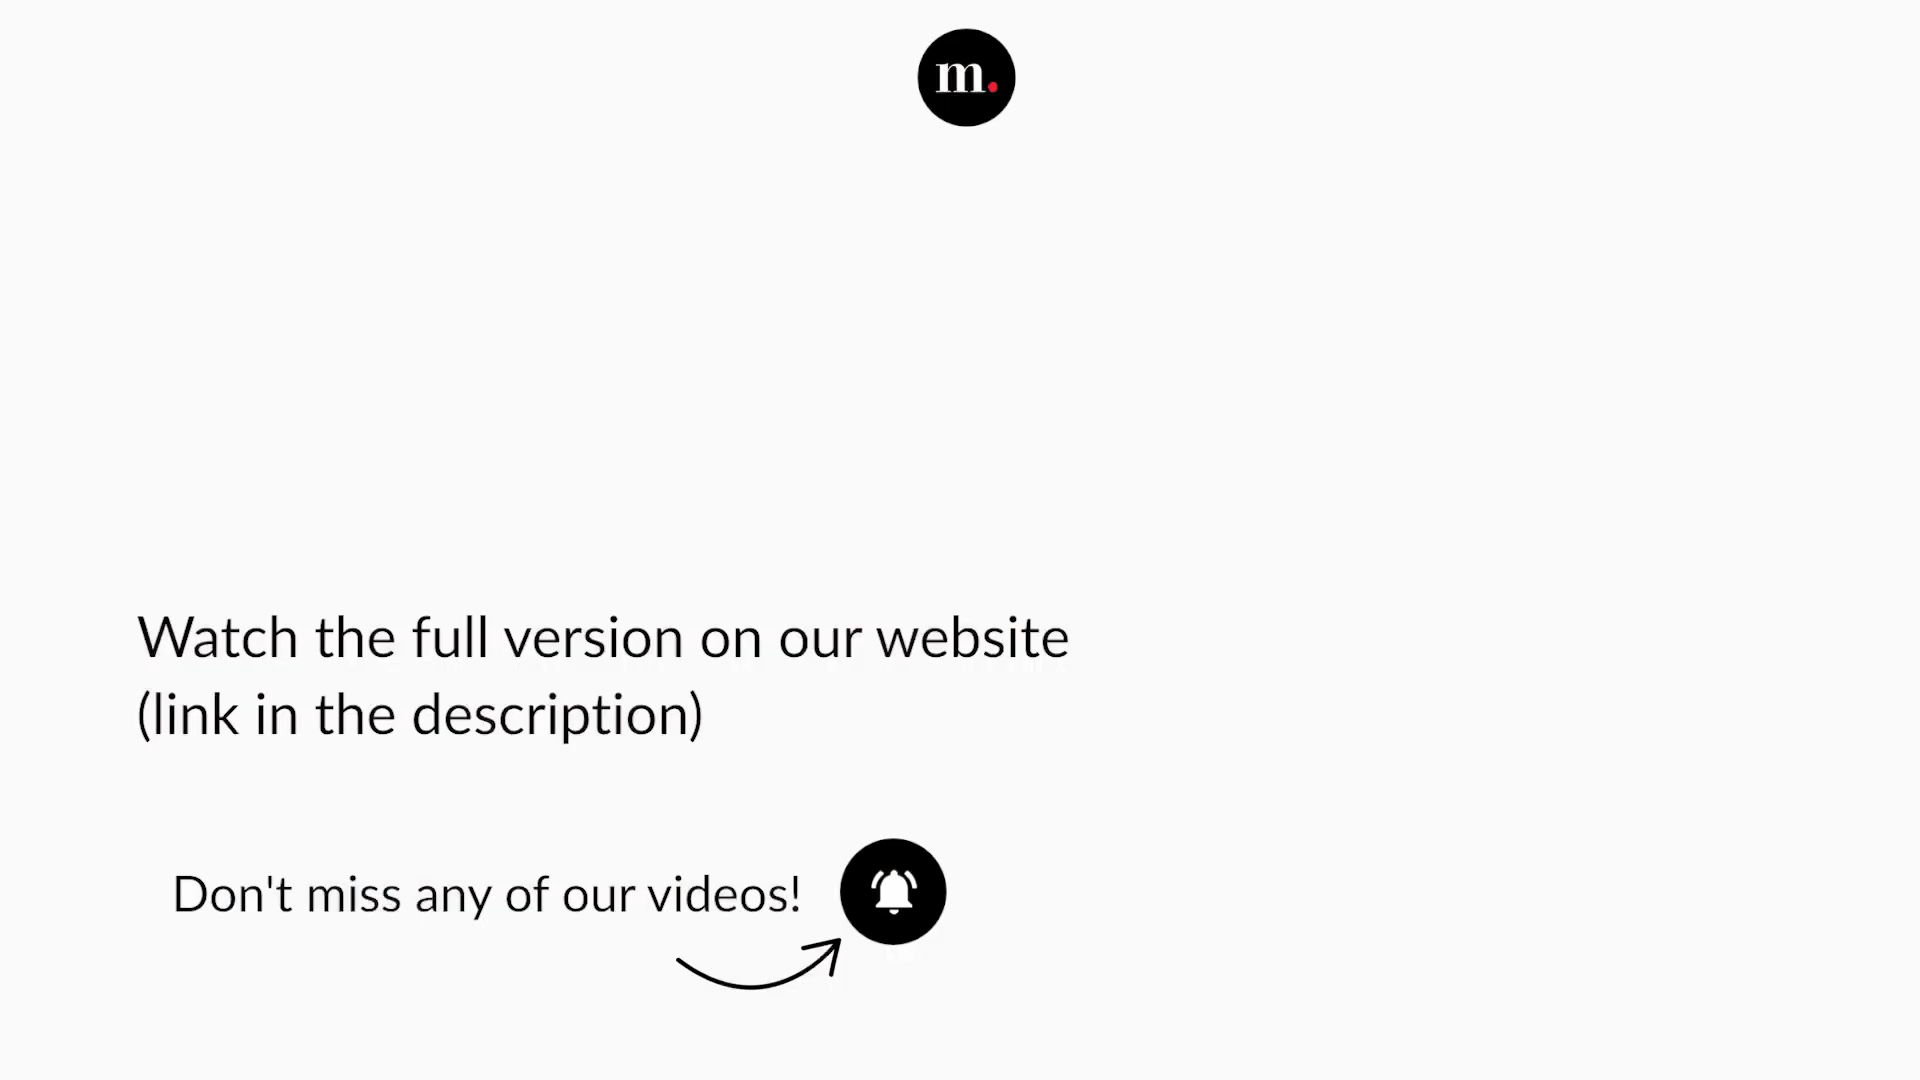 m.
Watch the full version on our website
(link in the description)
Don't miss any of our videos!